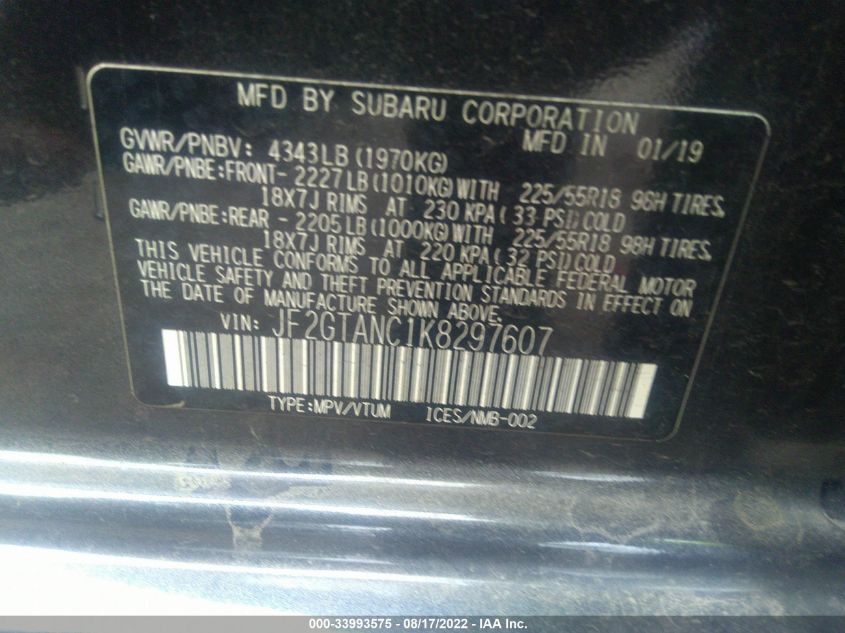 MFD BY SUBARU CORPORATION
GVWR/PNBV: 4343LB (1970KG) MFD IN 01/19
GAWR/PNBE:FRONT- 2227LB(1010KG)WITH 225/55R18 98H TIRES,
18X7J RIMS AT 230 KPA( 33 PSI)COLD
GAWR/PNBE:REAR - 2205LB(1000KG)WITH 225/55R18 98H TIRES,
18X7J RIMS AT 220 KPA( 32 PSI)COLD
THIS VEHICLE CONFORMS TO ALL APPLICABLE FEDERAL MOTOR
VEHICLE SAFETY AND THEFT PREVENTION STANDARDS IN EFFECT ON
THE DATE OF MANUFACTURE SHOWN ABOVE.
VIN: JF2GTANC1K8297607
TYPE:MPV/VTUM ICES/NMB-002
000-33993575 - 08/17/2022 - IAA Inc.